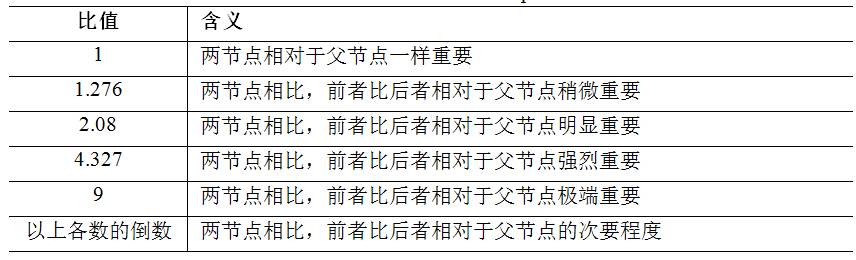 比值 含义
1 两节点相对于父节点一样重要
1.276 两节点相比，前者比后者相对于父节点稍微重要
2.08 两节点相比，前者比后者相对于父节点明显重要
4.327 两节点相比，前者比后者相对于父节点强烈重要
9 两节点相比，前者比后者相对于父节点极端重要
以上各数的倒数 两节点相比，前者比后者相对于父节点的次要程度